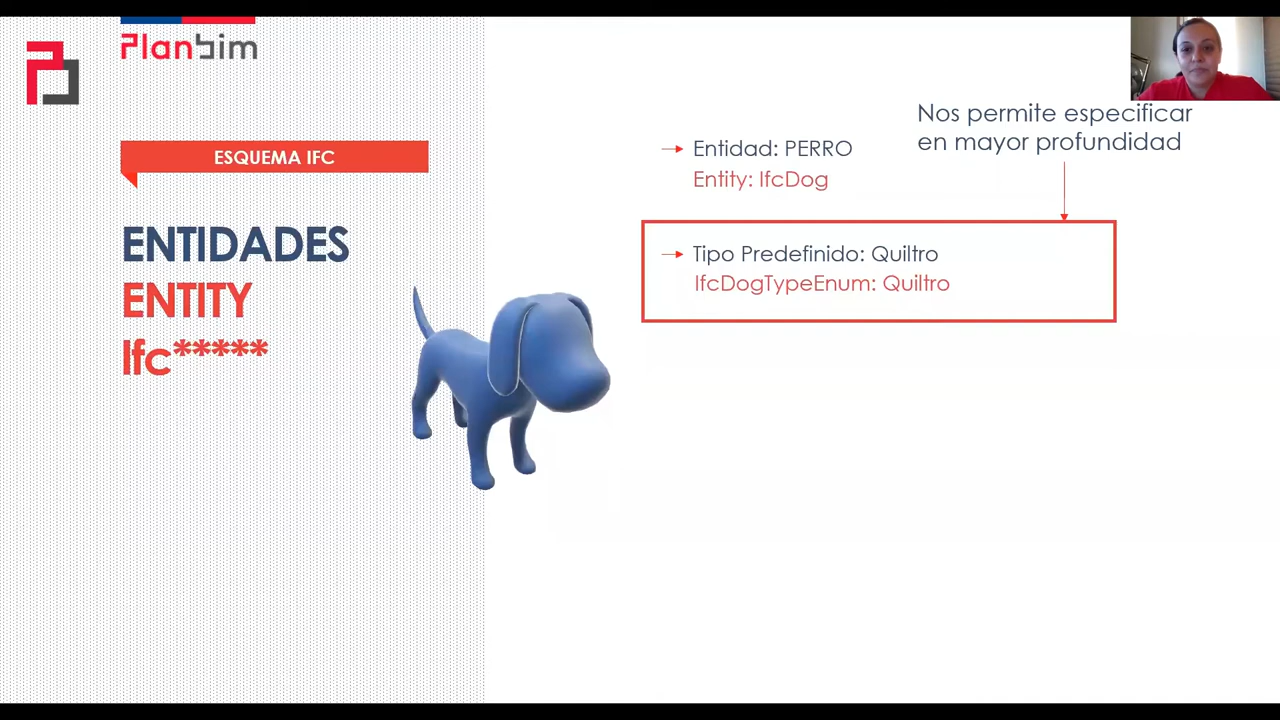 Planbim
ESQUEMA IFC
ENTIDADES
ENTITY
Ifc*****
Nos permite especificar
en mayor profundidad
Entidad: PERRO
Entity: IfcDog
Tipo Predefinido: Quiltro
IfcDogTypeEnum: Quiltro